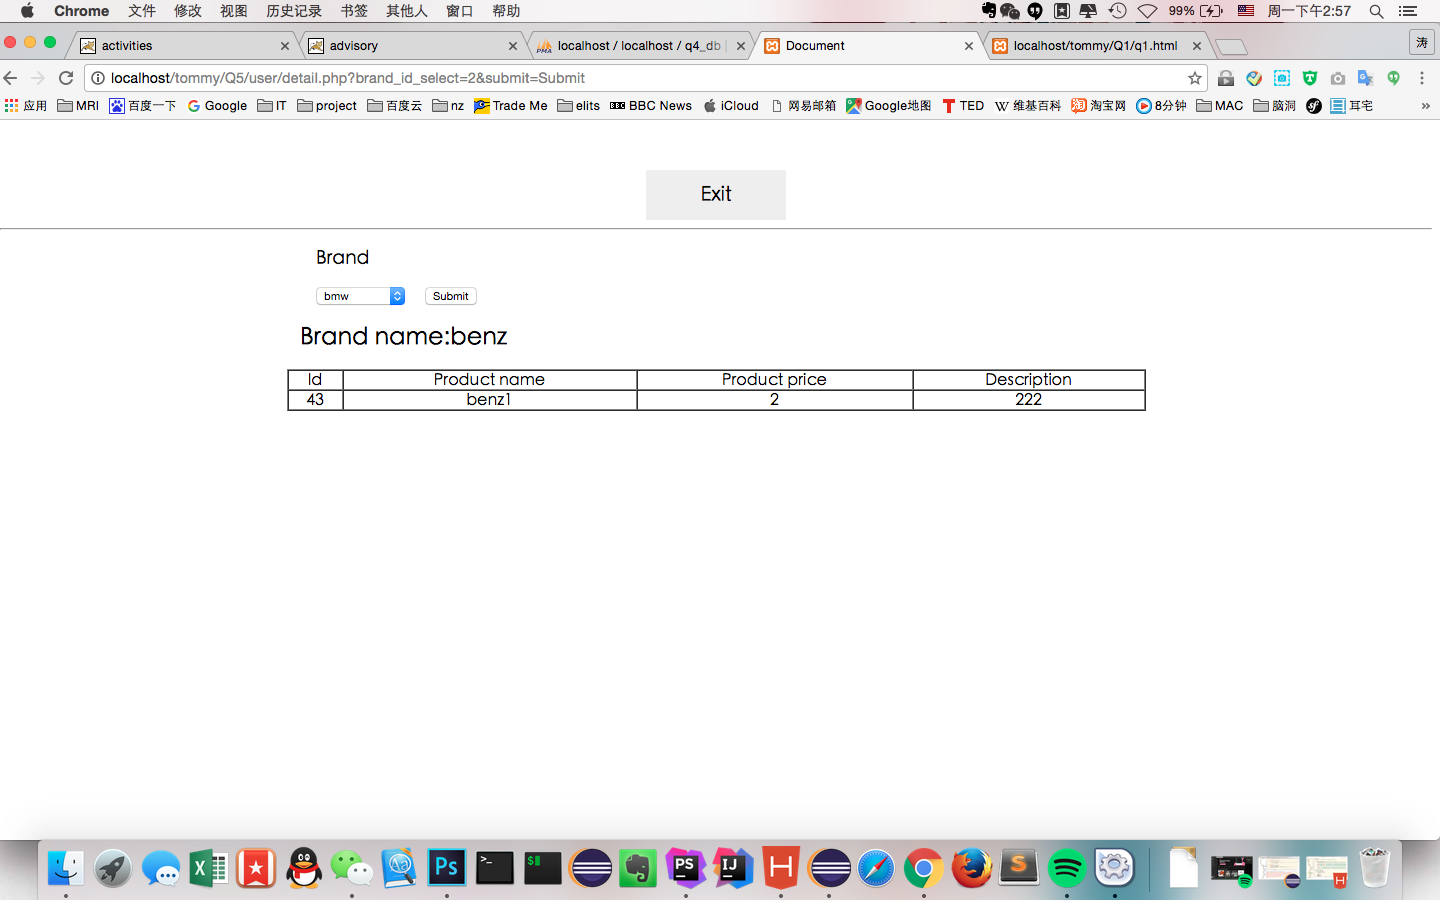 Chrome 文件 修改 视图 历史记录 书签 其他人 窗口 帮助 99% 周一下午2:57
activities advisory localhost / localhost / q4_db Document localhost/tommy/Q1/q1.html 涛
localhost/tommy/Q5/user/detail.php?brand_id_select=2&submit=Submit
应用 MRI 百度一下 Google IT project 百度云 nz Trade Me elits BBC News iCloud 网易邮箱 Google地图 TED 维基百科 淘宝网 8分钟 MAC 脑洞 耳宅 »
Exit
Brand
bmw Submit
Brand name:benz
Id Product name Product price Description
43 benz1 2 222